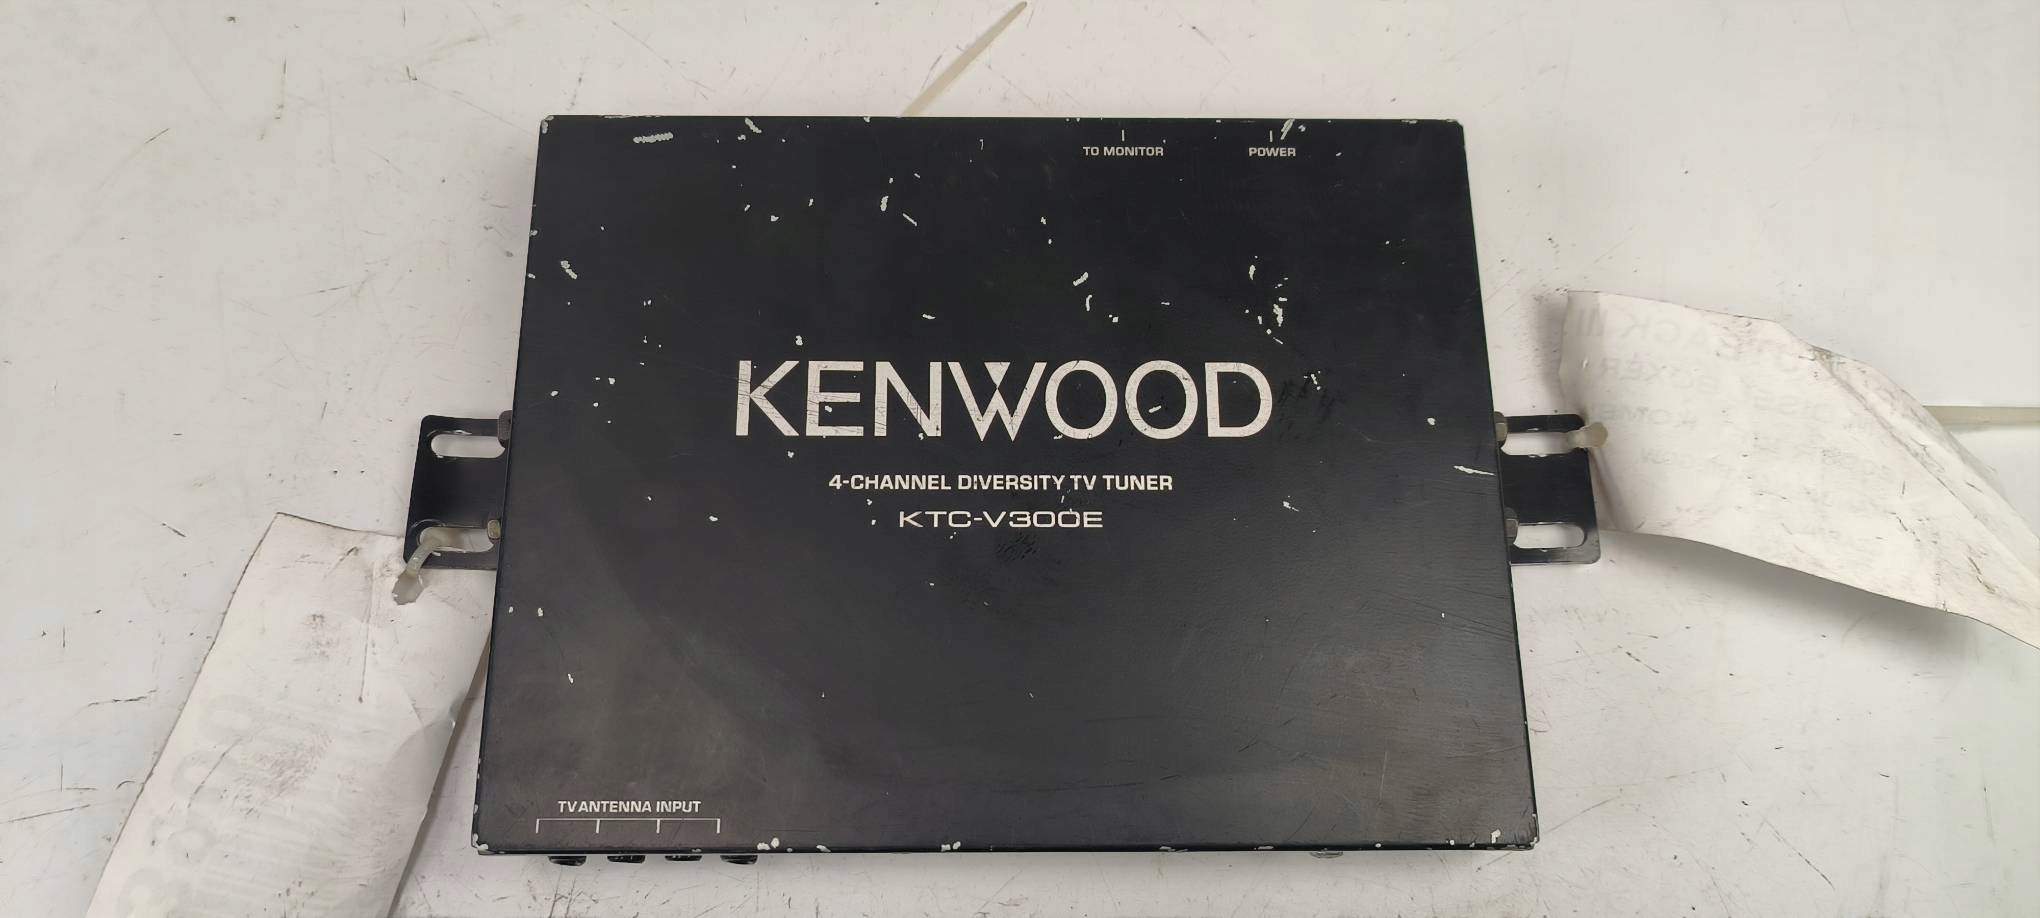 TO MONITOR
POWER
KENWOOD
4-CHANNEL DIVERSITY TV TUNER
KTC-V300E
TV ANTENNA INPUT